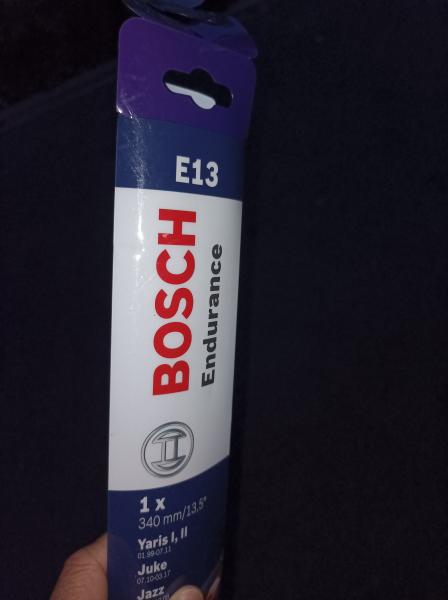 E13
BOSCH
Endurance
1 x
340 mm/13,5"
Yaris I, II
01.99-07.11
Juke
07.10-03.17
Jazz